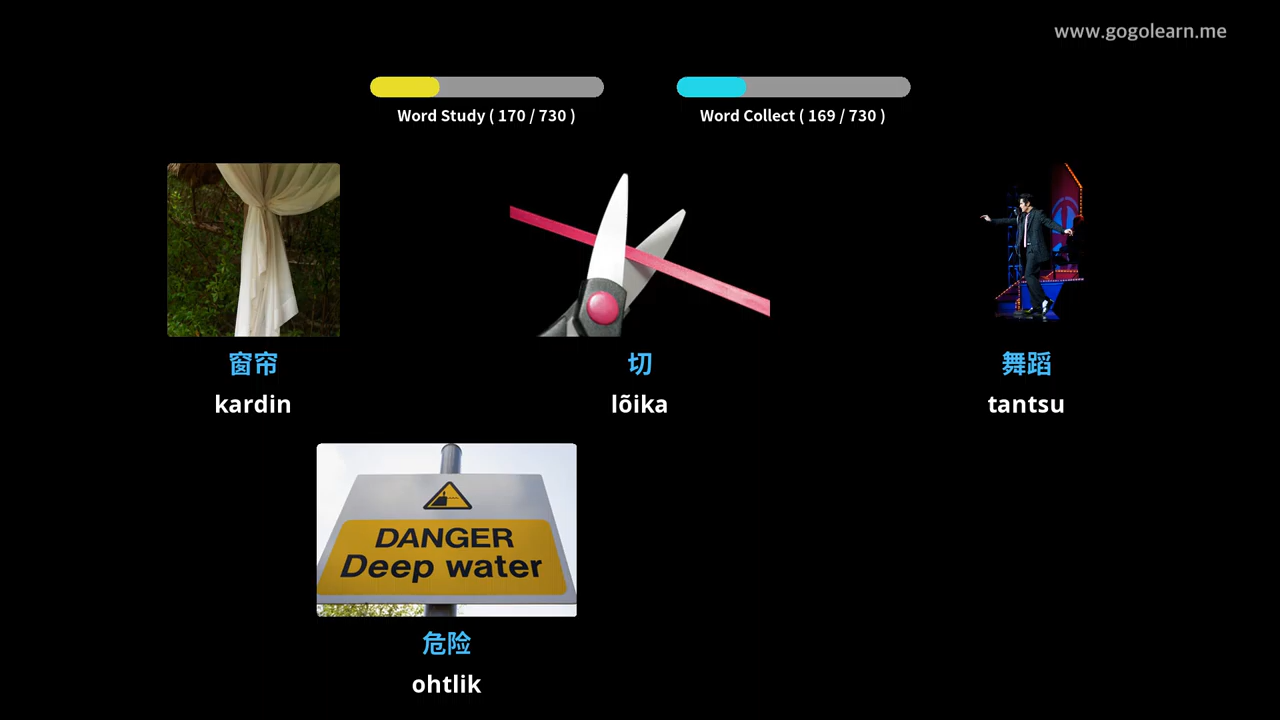 www.gogolearn.me
Word Study ( 170 / 730 )
Word Collect ( 169 / 730 )
窗帘
切
舞蹈
kardin
lõika
tantsu
DANGER
Deep water
危险
ohtlik